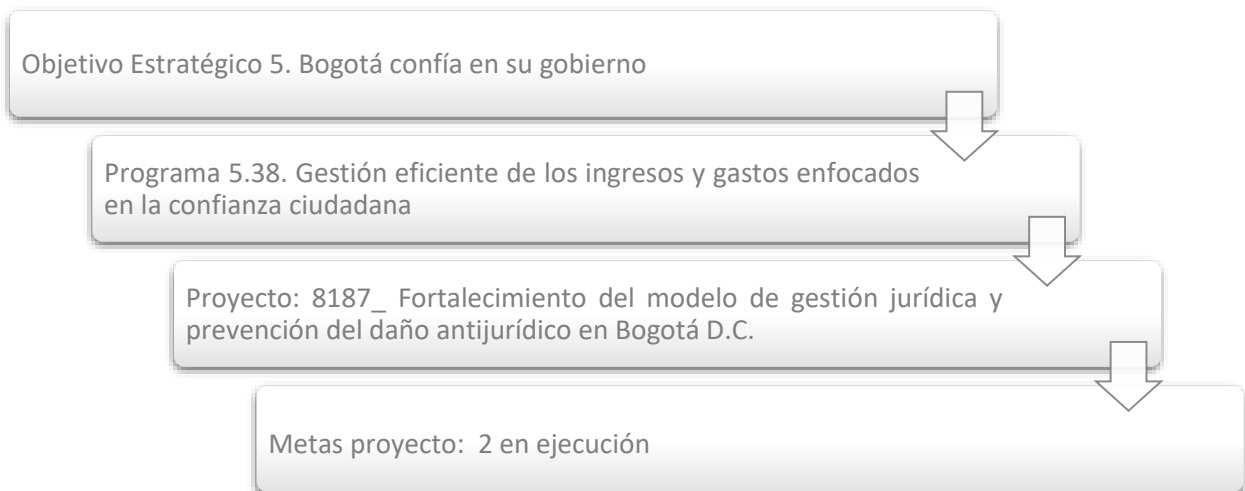 Objetivo Estratégico 5. Bogotá confía en su gobierno
Programa 5.38. Gestión eficiente de los ingresos y gastos enfocados
en la confianza ciudadana
Proyecto: 8187_ Fortalecimiento del modelo de gestión jurídica y
prevención del daño antijurídico en Bogotá D.C.
Metas proyecto: 2 en ejecución